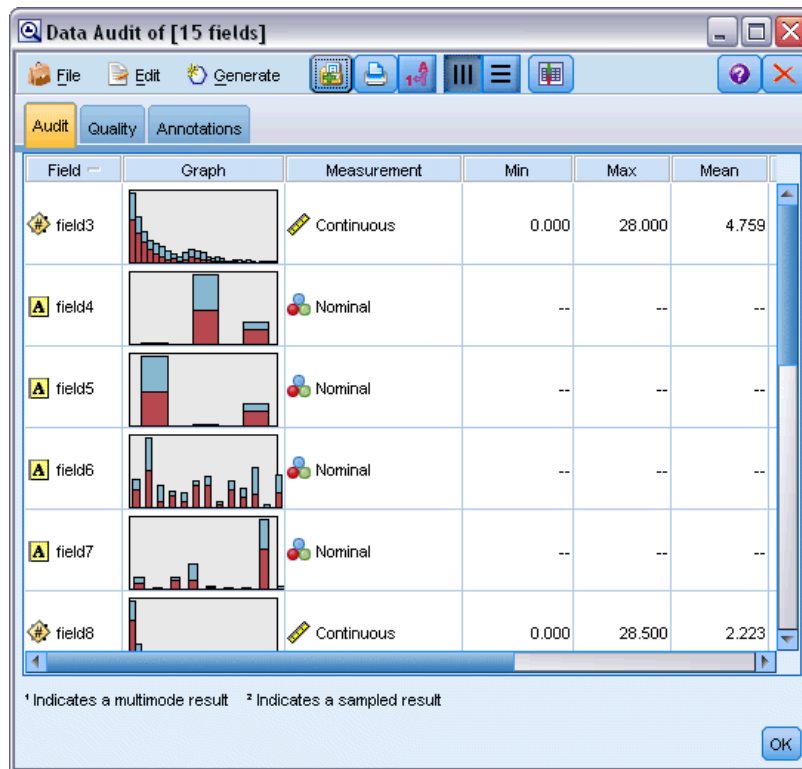 Data Audit of [15 fields]
File Edit Generate
Audit Quality Annotations
Field Graph Measurement Min Max Mean
field3 Continuous 0.000 28.000 4.759
A field4 Nominal -- -- --
A field5 Nominal -- -- --
A field6 Nominal -- -- --
A field7 Nominal -- -- --
field8 Continuous 0.000 28.500 2.223
¹ Indicates a multimode result ² Indicates a sampled result
OK